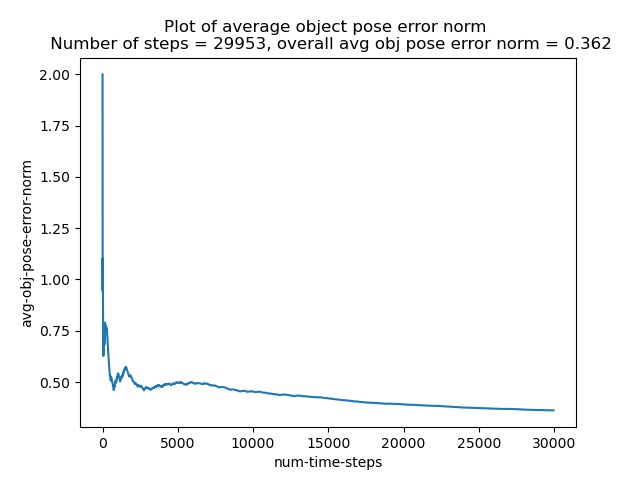 Plot of average object pose error norm
Number of steps = 29953, overall avg obj pose error norm = 0.362
2.00
1.75
1.50
1.25
1.00
0.75
0.50
avg-obj-pose-error-norm
0 5000 10000 15000 20000 25000 30000
num-time-steps